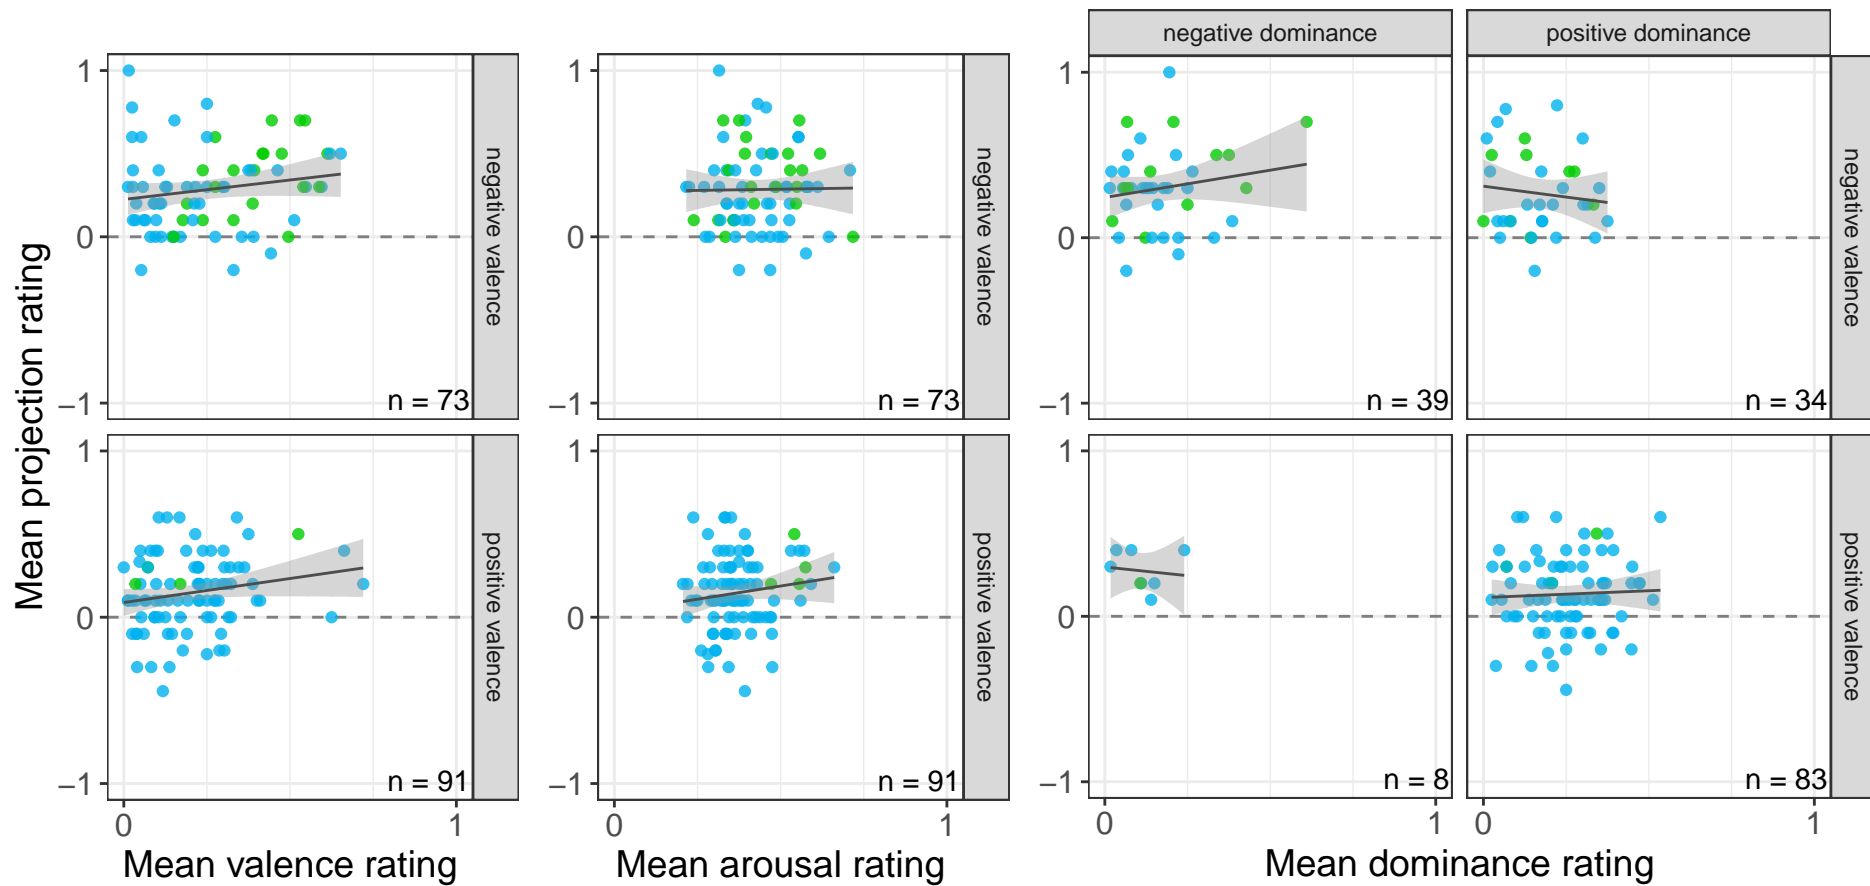 negative dominance
positive dominance
Mean projection rating
1
0
−1
n = 73
negative valence
1
0
−1
n = 73
negative valence
1
0
−1
n = 39
n = 34
negative valence
1
0
−1
n = 91
positive valence
1
0
−1
n = 91
positive valence
1
0
−1
n = 8
n = 83
positive valence
0
1
0
1
0
1
0
1
Mean valence rating
Mean arousal rating
Mean dominance rating